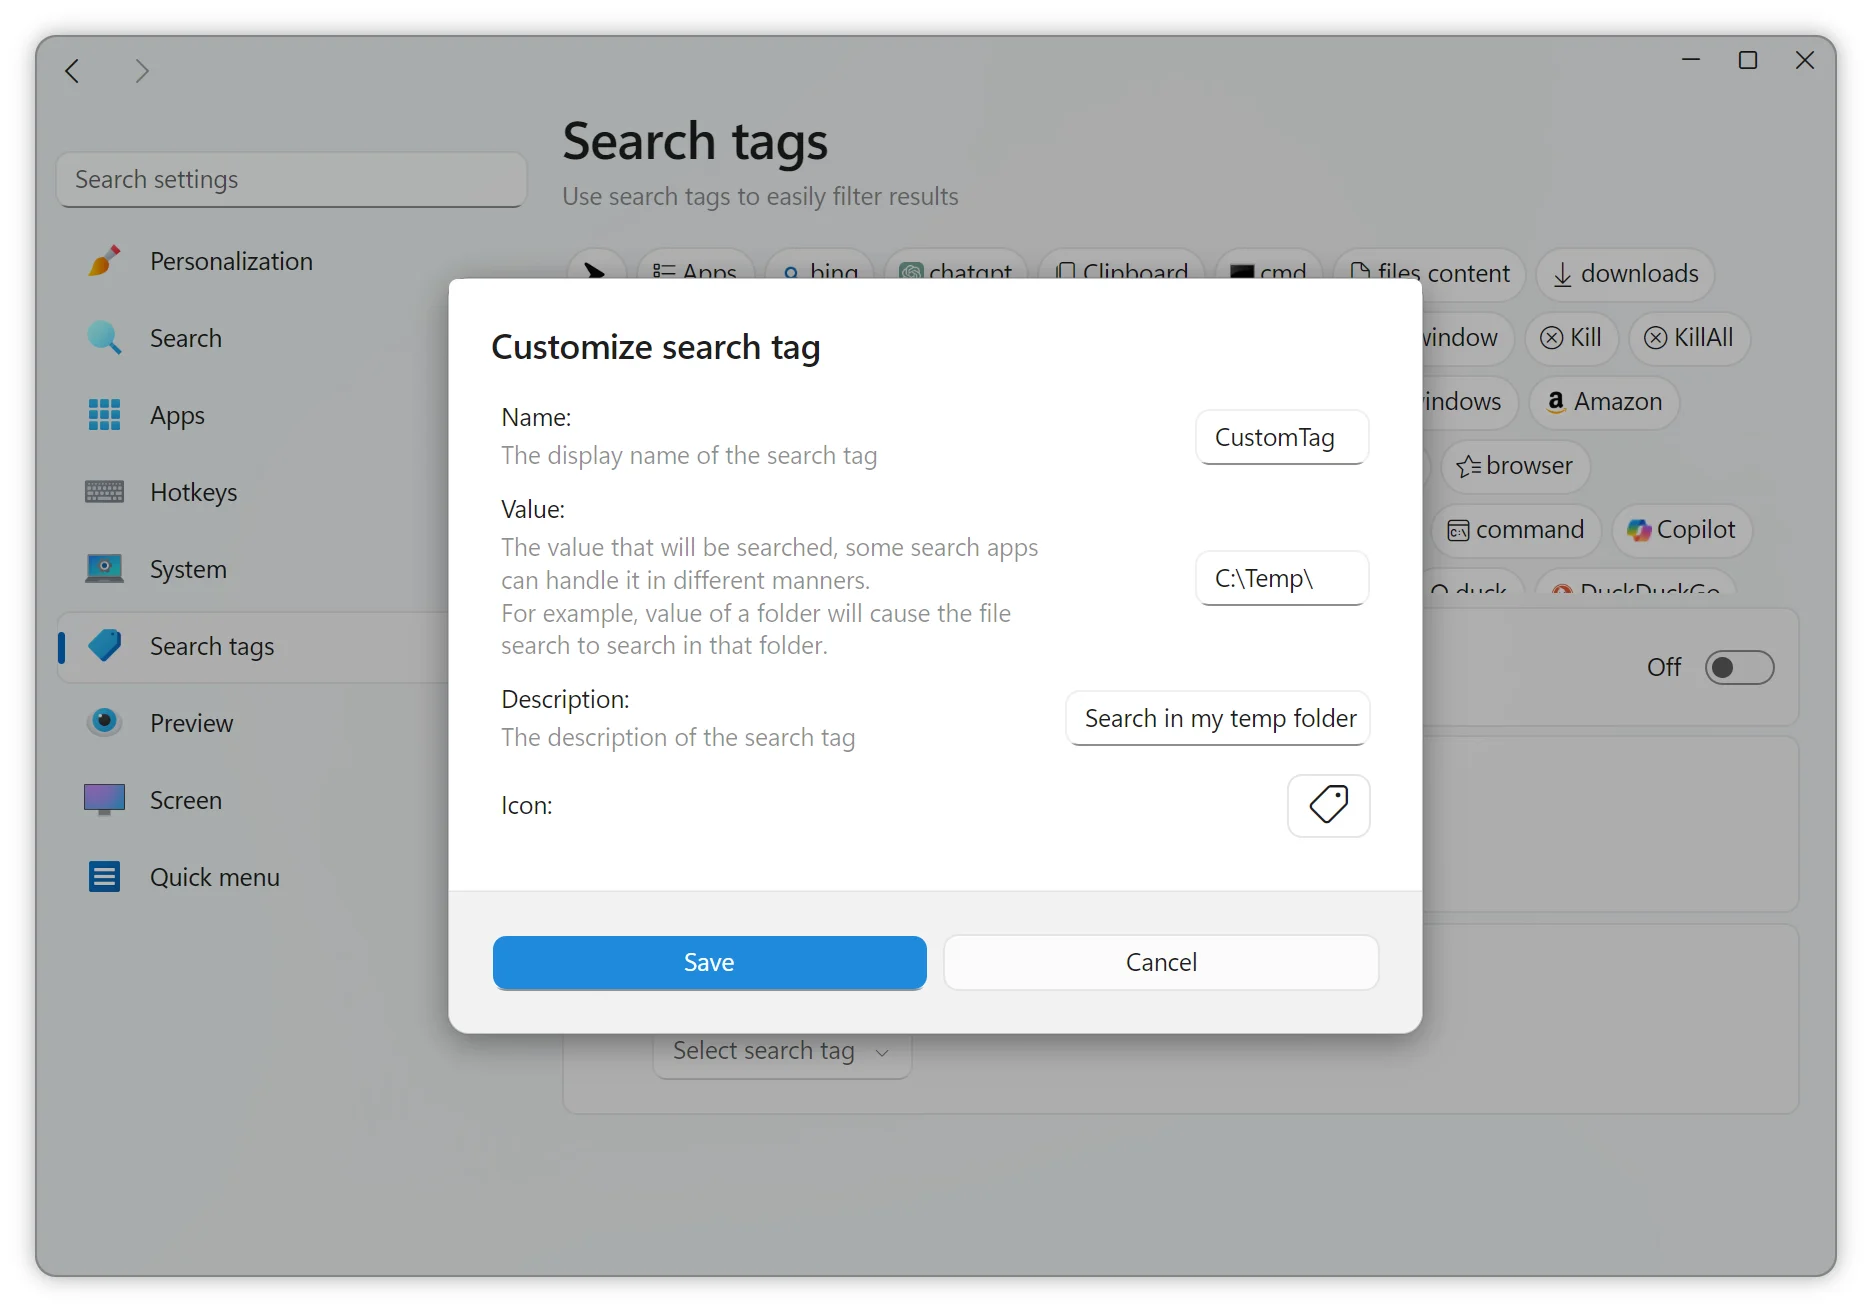 Search tags
Use search tags to easily filter results
Search settings
Personalization
Search
Apps
Hotkeys
System
Search tags
Preview
Screen
Quick menu
Apps bing chatgpt Clipboard cmd files content downloads
window Kill KillAll
windows Amazon
browser
command Copilot
duck DuckDuckGo
Off
Customize search tag
Name:
The display name of the search tag
CustomTag
Value:
The value that will be searched, some search apps
can handle it in different manners.
For example, value of a folder will cause the file
search to search in that folder.
C:\Temp\
Description:
The description of the search tag
Search in my temp folder
Icon:
Save
Cancel
Select search tag